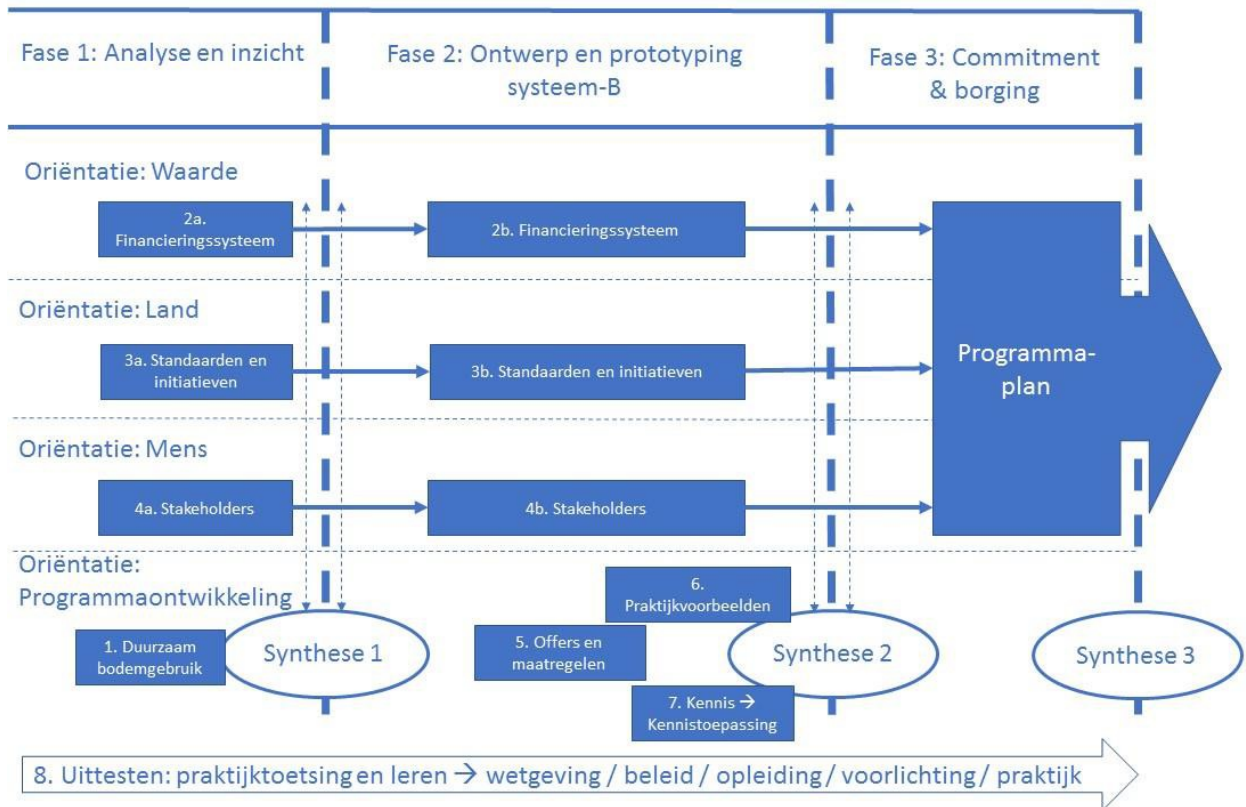 Fase 1: Analyse en inzicht
Fase 2: Ontwerp en prototyping
systeem-B
Fase 3: Commitment
& borging
Oriëntatie: Waarde
2a.
Financieringssysteem
2b. Financieringssysteem
Oriëntatie: Land
3a. Standaarden en
initiatieven
3b. Standaarden en initiatieven
Programma-
plan
Oriëntatie: Mens
4a. Stakeholders
4b. Stakeholders
Oriëntatie:
Programmaontwikkeling
1. Duurzaam
bodemgebruik
Synthese 1
5. Offers en
maatregelen
6.
Praktijkvoorbeelden
7. Kennis →
Kennistoepassing
Synthese 2
Synthese 3
8. Uittesten: praktijktoetsing en leren → wetgeving / beleid / opleiding / voorlichting / praktijk